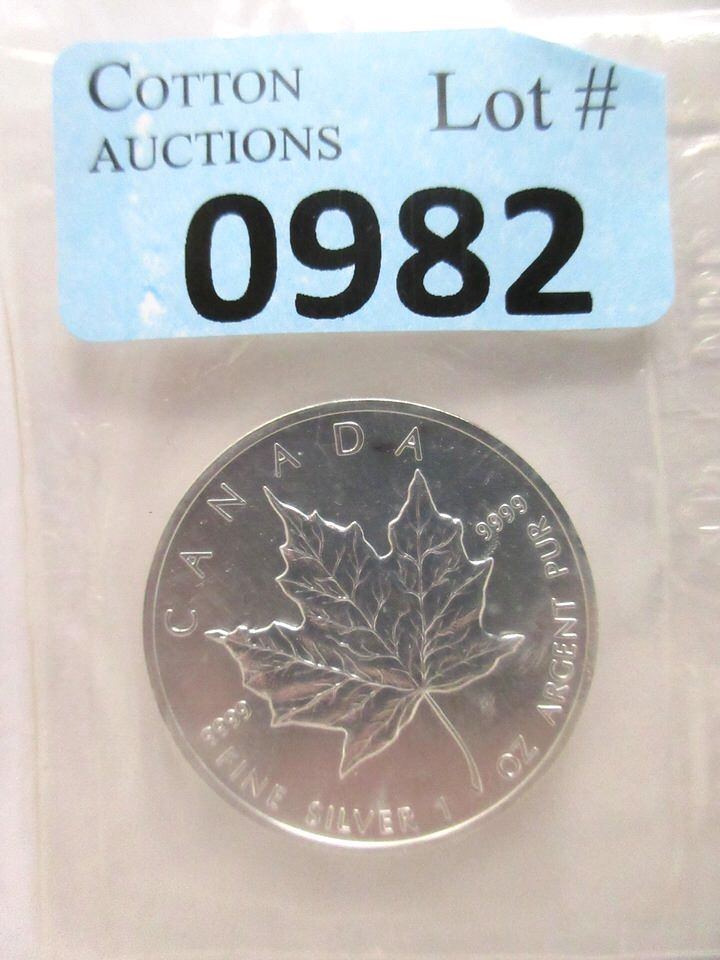 COTTON
AUCTIONS
Lot #
0982
CANADA
9999
9999
FINE SILVER 1 OZ ARGENT PUR